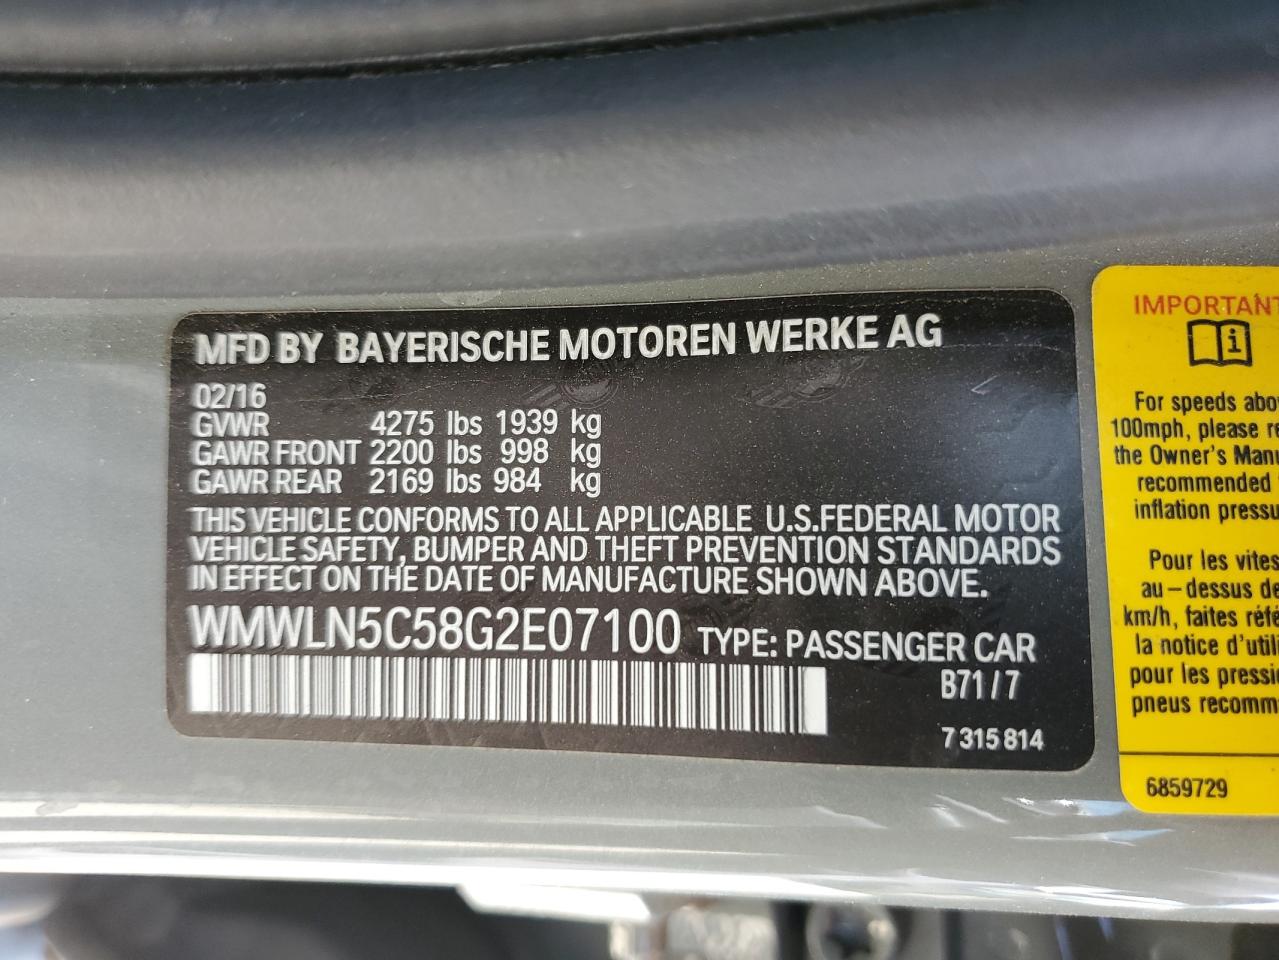 MFD BY BAYERISCHE MOTOREN WERKE AG
02/16
GVWR 4275 lbs 1939 kg
GAWR FRONT 2200 lbs 998 kg
GAWR REAR 2169 lbs 984 kg
THIS VEHICLE CONFORMS TO ALL APPLICABLE U.S.FEDERAL MOTOR
VEHICLE SAFETY, BUMPER AND THEFT PREVENTION STANDARDS
IN EFFECT ON THE DATE OF MANUFACTURE SHOWN ABOVE.
WMWLN5C58G2E07100 TYPE: PASSENGER CAR
B71/7
7 315 814
IMPORTANT
i
For speeds abo
100mph, please re
the Owner's Manu
recommended
inflation pressu
Pour les vites
au-dessus de
km/h, faites réfé
la notice d'util
pour les pressi
pneus recomm
6859729